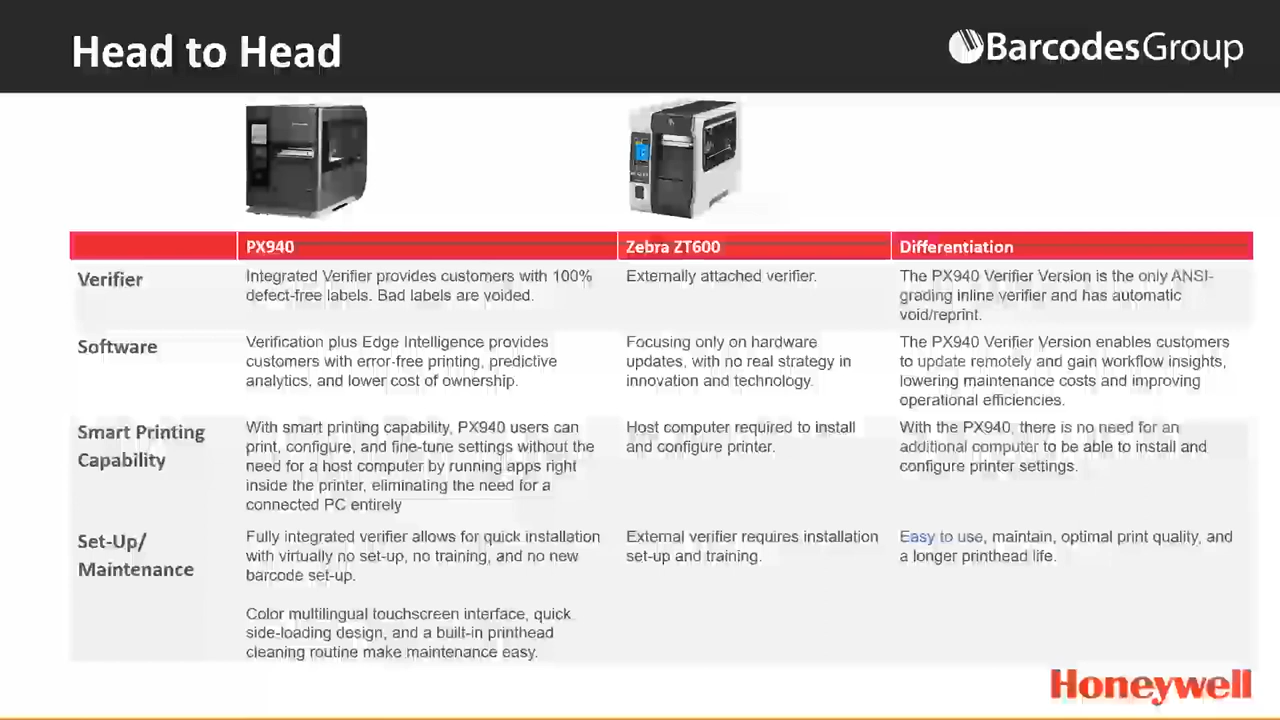 Head to Head
BarcodesGroup
PX940
Zebra ZT600
Differentiation
Verifier
Integrated Verifier provides customers with 100%
defect-free labels. Bad labels are voided.
Externally attached verifier.
The PX940 Verifier Version is the only ANSI-
grading inline verifier and has automatic
void/reprint.
Software
Verification plus Edge Intelligence provides
customers with error-free printing, predictive
analytics, and lower cost of ownership.
Focusing only on hardware
updates, with no real strategy in
innovation and technology.
The PX940 Verifier Version enables customers
to update remotely and gain workflow insights,
lowering maintenance costs and improving
operational efficiencies.
Smart Printing
Capability
With smart printing capability, PX940 users can
print, configure, and fine-tune settings without the
need for a host computer by running apps right
inside the printer, eliminating the need for a
connected PC entirely
Host computer required to install
and configure printer.
With the PX940, there is no need for an
additional computer to be able to install and
configure printer settings.
Set-Up/
Maintenance
Fully integrated verifier allows for quick installation
with virtually no set-up, no training, and no new
barcode set-up.
Color multilingual touchscreen interface, quick
side-loading design, and a built-in printhead
cleaning routine make maintenance easy.
External verifier requires installation
set-up and training.
Easy to use, maintain, optimal print quality, and
a longer printhead life.
Honeywell